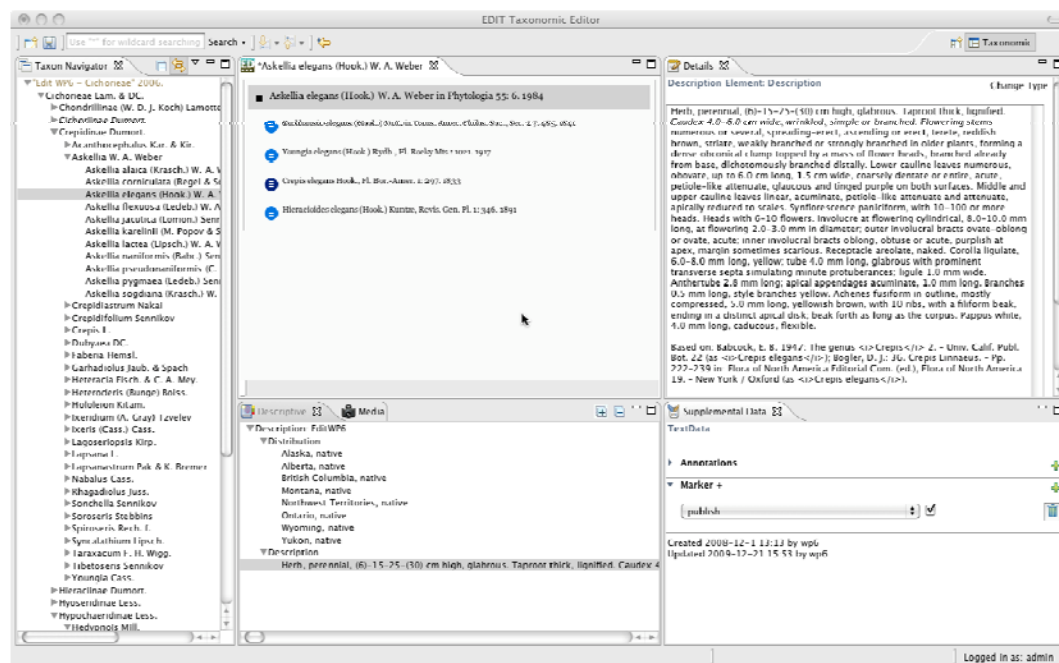 EDIT Taxonomic Editor
Use "*" for wildcard searching
Search
Taxonomic
Taxon Navigator
"Edit WP6 - Cichorieae" 2006.
Cichorieae Lam. & DC.
Chondrillinae (W. D. J. Koch) Lamotte
Cichoriinae Dumort.
Crepidinae Dumort.
Acanthocephalus Kar. & Kir.
Askellia W. A. Weber
Askellia alaica (Krasch.) W. A.
Askellia corniculata (Regel & S
Askellia elegans (Hook.) W. A.
Askellia flexuosa (Ledeb.) W. A
Askellia karelinii (M. Popov & S
Askellia lactea (Lipsch.) W. A.
Askellia naniformis (Babc.) Sen
Askellia pseudonaniformis (C.
Askellia pygmaea (Ledeb.) Sen
Askellia sogdiana (Krasch.) W.
Crepidiastrum Nakai
Crepidifolium Sennikov
Crepis L.
Dubyaea DC.
Faberia Hemsl.
Garhadiolus Jaub. & Spach
Heteracia Fisch. & C. A. Mey.
Heteroderis (Bunge) Boiss.
Hololeion Kitam.
Ixeridium (A. Gray) Tzvelev
Ixeris (Cass.) Cass.
Lagoseriopsis Kirp.
Lapsana L.
Lapsanastrum Pak & K. Bremer
Nabalus Cass.
Rhagadiolus Juss.
Sonchella Sennikov
Soroseris Stebbins
Spiroseris Rech. f.
Syncalathium Lipsch.
Taraxacum F. H. Wigg.
Tibetoseris Sennikov
Youngia Cass.
Hieraciinae Dumort.
Hyoseridinae Less.
Hypochaeridinae Less.
Hedypnois Mill.
*Askellia elegans (Hook.) W. A. Weber
Askellia elegans (Hook.) W. A. Weber in Phytologia 55: 6. 1984
Youngia elegans (Hook.) Rydb., Fl. Rocky Mts.
Crepis elegans Hook., Fl. Bor.-Amer. 1: 297. 1833
Hieracioides elegans (Hook.) Kuntze, Revis. Gen. Pl. 1: 346. 1891
Descriptive
Media
Description: EditWP6
Distribution
Alaska, native
Alberta, native
British Columbia, native
Montana, native
Northwest Territories, native
Ontario, native
Wyoming, native
Yukon, native
Description
Herb, perennial, (6)-15-25-(30) cm high, glabrous. Taproot thick, lignified. Caudex 4
Details
Description Element: Description
Change Type
Herb, perennial, (6)-15-25-(30) cm high, glabrous. Taproot thick, lignified.
Caudex 4.0-8.0 cm wide, wrinkled, simple or branched. Flowering stems
numerous or several, spreading-erect, ascending or erect, terete, reddish
brown, striate, weakly branched or strongly branched in older plants, forming a
dense obconical clump topped by a mass of flower heads, branched already
from base, dichotomously branched distally. Lower cauline leaves numerous,
obovate, up to 6.0 cm long, 1.5 cm wide, coarsely dentate or entire, acute,
petiole-like attenuate, glaucous and tinged purple on both surfaces. Middle and
upper cauline leaves linear, acuminate, petiole-like attenuate and attenuate,
apically reduced to scales. Synflorescence paniciform, with 10-100 or more
heads. Heads with 6-10 flowers. Involucre at flowering cylindrical, 8.0-10.0 mm
long, at flowering 2.0-3.0 mm in diameter; outer involucral bracts ovate-oblong
or ovate, acute; inner involucral bracts oblong, obtuse or acute, purplish at
apex, margin sometimes scarious. Receptacle areolate, naked. Corolla ligulate,
6.0-8.0 mm long, yellow; tube 4.0 mm long, glabrous with prominent
transverse septa simulating minute protuberances; ligule 1.0 mm wide.
Anthertube 2.8 mm long; apical appendages acuminate, 1.0 mm long. Branches
0.5 mm long, style branches yellow. Achenes fusiform in outline, mostly
compressed, 5.0 mm long, yellowish brown, with 10 ribs, with a filiform beak,
ending in a distinct apical disk; beak forth as long as the corpus. Pappus white,
4.0 mm long, caducous, flexible.
Based on: Babcock, E. B. 1947. The genus <i>Crepis</i> 2. - Univ. Calif. Publ.
Bot. 22 (as <i>Crepis elegans</i>); Bogler, D. J.: 36. Crepis Linnaeus. - Pp.
222-239 in: Flora of North America Editorial Com. (ed.), Flora of North America
19. - New York / Oxford (as <i>Crepis elegans</i>).
Supplemental Data
TextData
Annotations
Marker +
publish
Created 2008-12-1 13:13 by wp6
Updated 2009-12-21 15:53 by wp6
Logged in as: admin